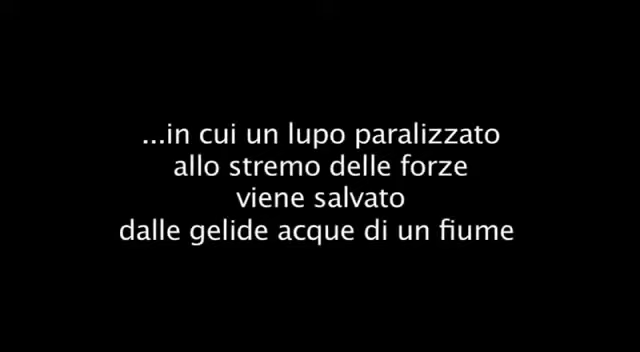 ...in cui un lupo paralizzato
allo stremo delle forze
viene salvato
dalle gelide acque di un fiume